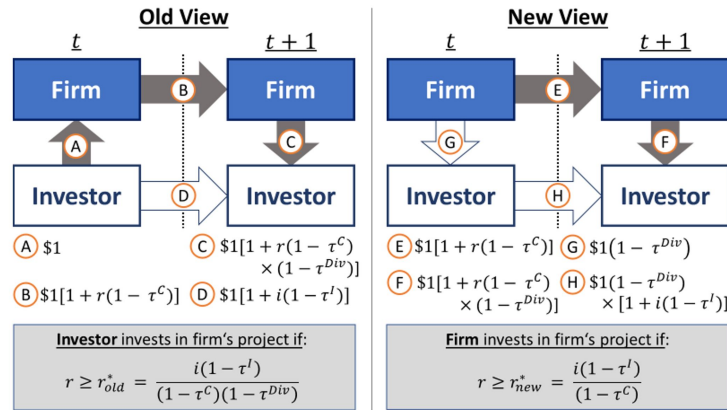 Old View
t
t + 1
Firm
B
Firm
A
C
Investor
D
Investor
A $1
C $1[1 + r(1 − τ^C)
× (1 − τ^Div)]
B $1[1 + r(1 − τ^C)]
D $1[1 + i(1 − τ^I)]
Investor invests in firm's project if:
r ≥ r*_old = i(1 − τ^I) / (1 − τ^C)(1 − τ^Div)
New View
t
t + 1
Firm
E
Firm
G
F
Investor
H
Investor
E $1[1 + r(1 − τ^C)]
G $1(1 − τ^Div)
F $1[1 + r(1 − τ^C)
× (1 − τ^Div)]
H $1(1 − τ^Div)
× [1 + i(1 − τ^I)]
Firm invests in firm's project if:
r ≥ r*_new = i(1 − τ^I) / (1 − τ^C)